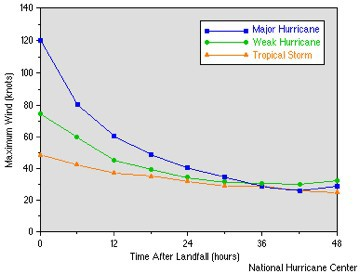 140
120
100
80
60
40
20
0
Maximum Wind (knots)
Major Hurricane
Weak Hurricane
Tropical Storm
0 12 24 36 48
Time After Landfall (hours)
National Hurricane Center